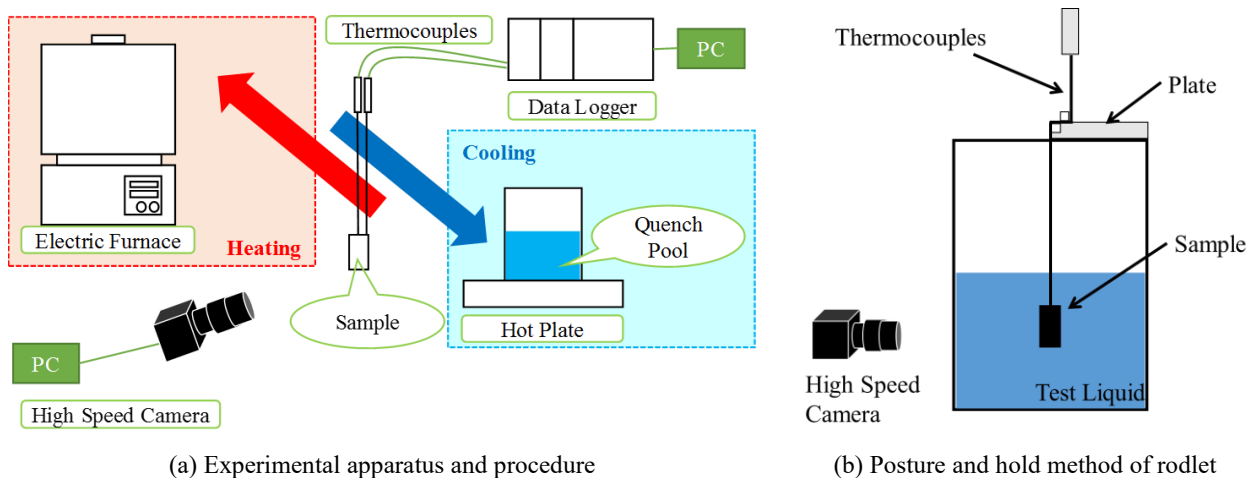 Thermocouples
PC
Data Logger
Cooling
Quench
Pool
Electric Furnace
Heating
Sample
Hot Plate
PC
High Speed Camera
(a) Experimental apparatus and procedure
Thermocouples
Plate
Sample
High Speed
Camera
Test Liquid
(b) Posture and hold method of rodlet